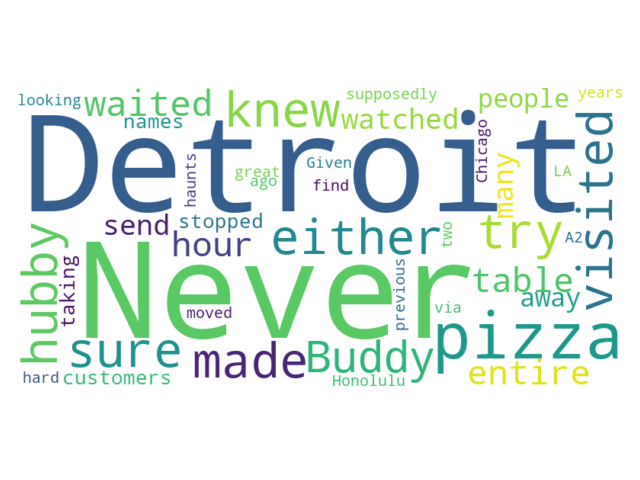 looking
waited
knew
supposedly
people
years
names
watched
Detroit
haunts
great
ago
Given
find
Chicago
many
LA
visited
send
stopped
hour
either
two
try
A2
hubby
taking
Never
moved
previous
via
table
away
sure
made
Buddy
pizza
hard
customers
Honolulu
entire